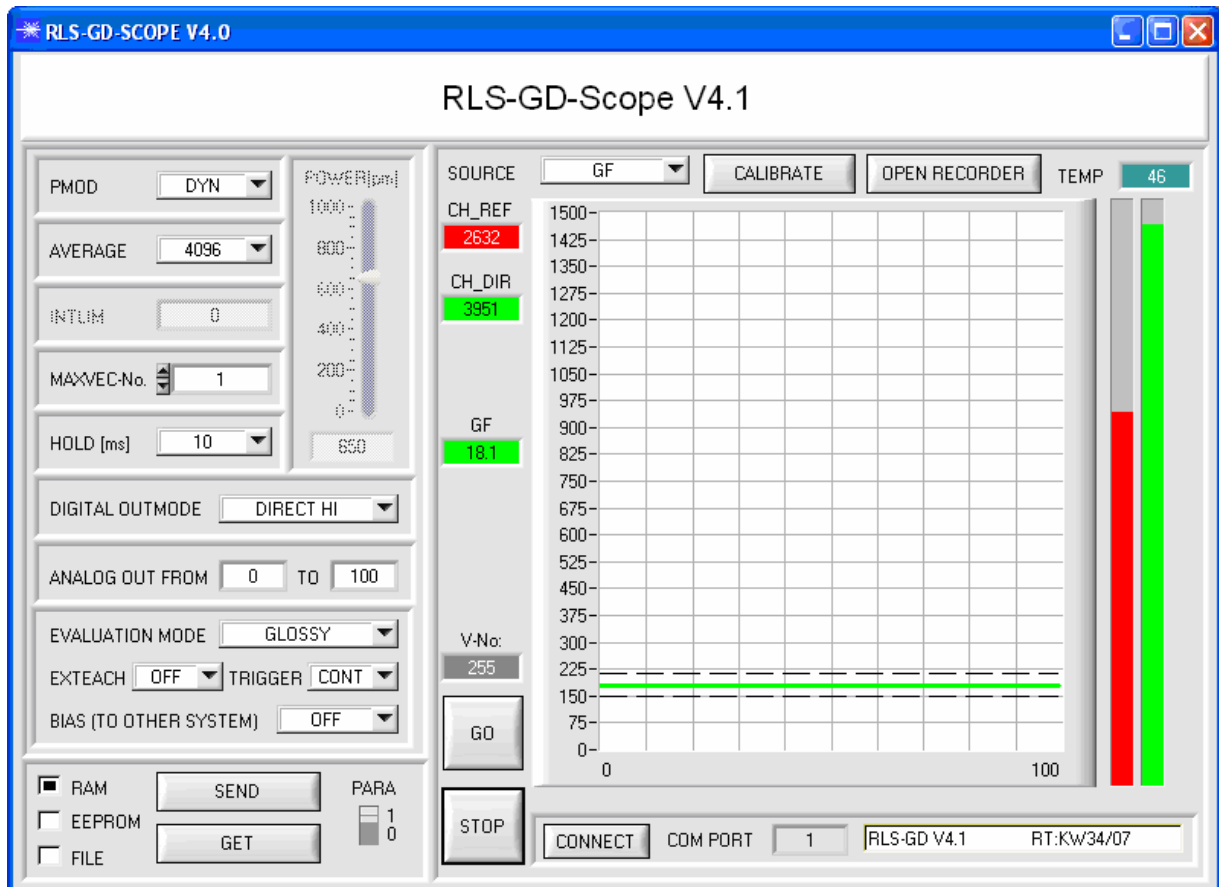 RLS-GD-SCOPE V4.0
RLS-GD-Scope V4.1
PMOD DYN
AVERAGE 4096
INTLIM 0
MAXVEC-No. 1
HOLD [ms] 10
POWER[pm]
1000
800
600
400
200
0
650
DIGITAL OUTMODE DIRECT HI
ANALOG OUT FROM 0 TO 100
EVALUATION MODE GLOSSY
EXTEACH OFF TRIGGER CONT
BIAS (TO OTHER SYSTEM) OFF
RAM
EEPROM
FILE
SEND
GET
PARA
1
0
SOURCE GF CALIBRATE OPEN RECORDER TEMP 46
CH_REF
2632
CH_DIR
3951
GF
18.1
V-No:
255
GO
STOP
1500
1425
1350
1275
1200
1125
1050
975
900
825
750
675
600
525
450
375
300
225
150
75
0
0 100
CONNECT COM PORT 1 RLS-GD V4.1 RT:KW34/07